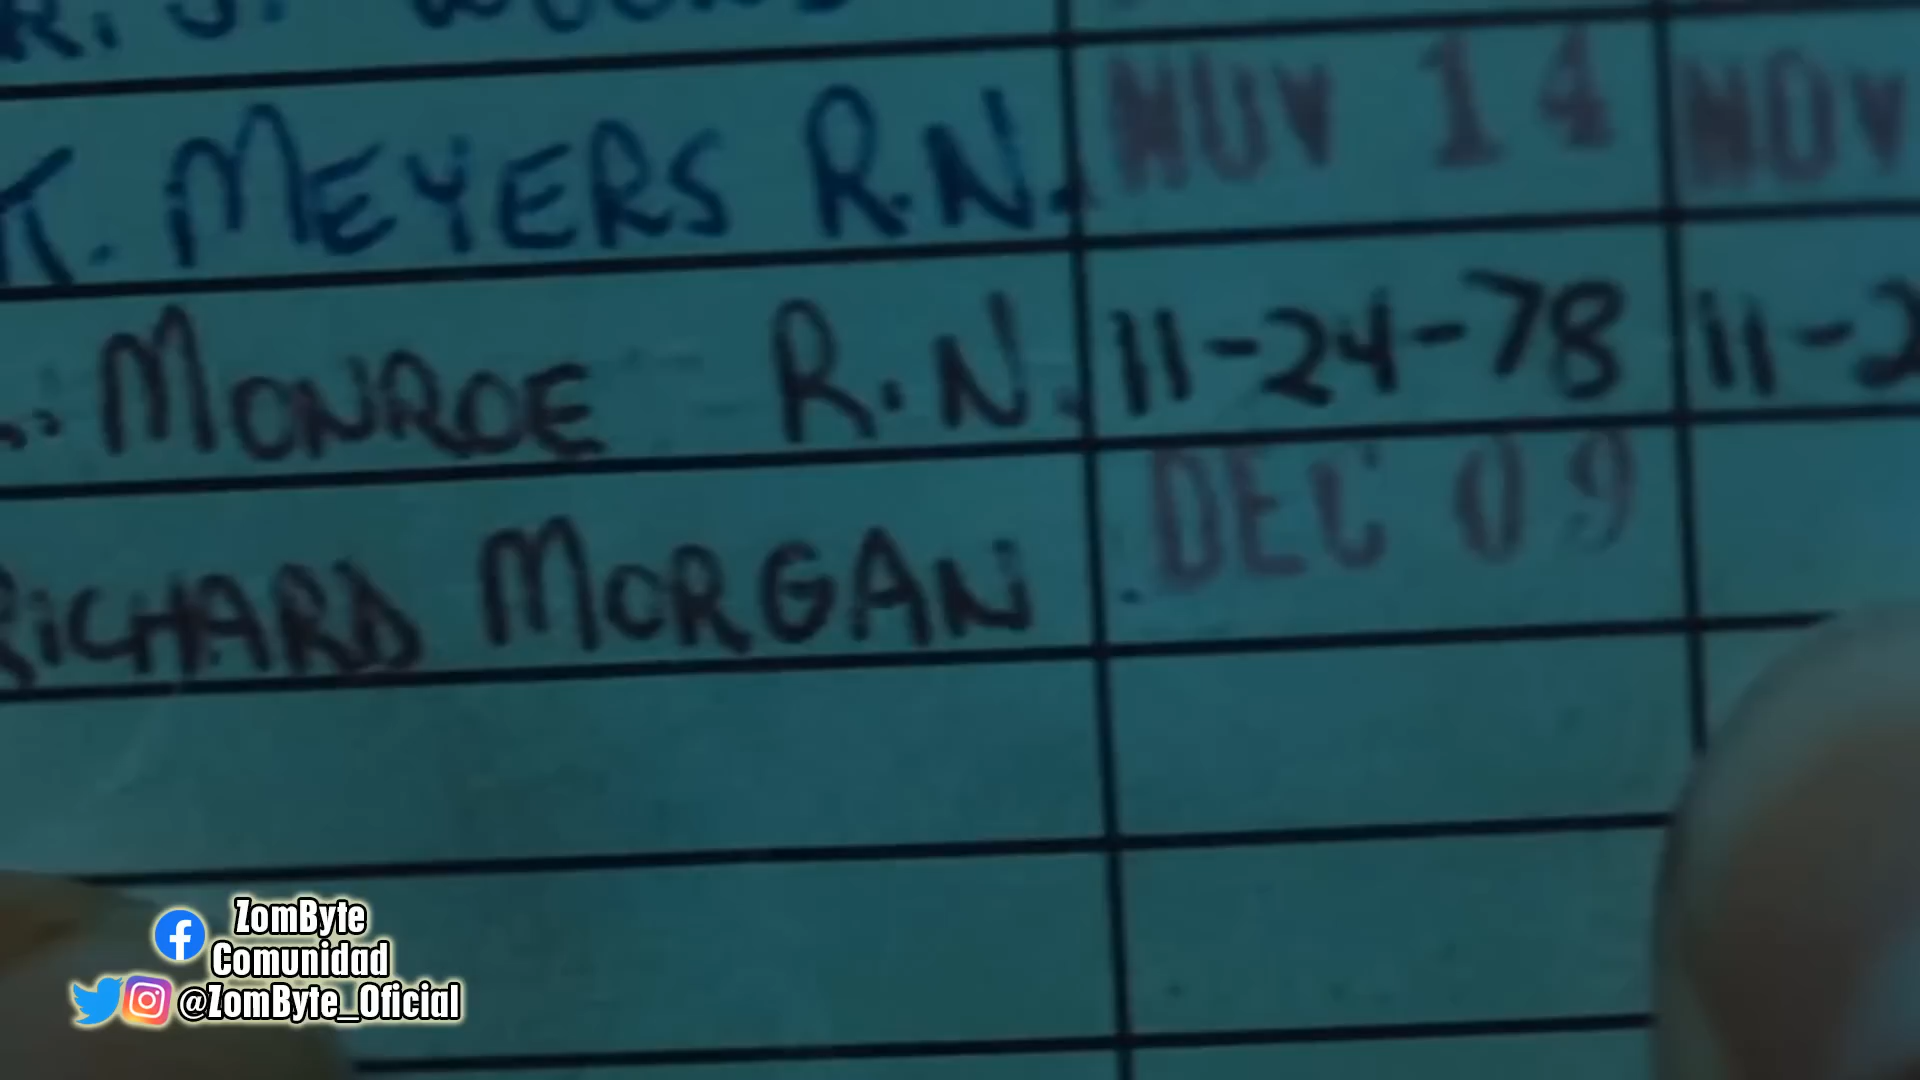 R. J.
T. MEYERS R.N. NOV 14 NOV
MONROE R.N. 11-24-78 11-2
RICHARD MORGAN DEC 09
ZomByte
Comunidad
@ZomByte_Oficial